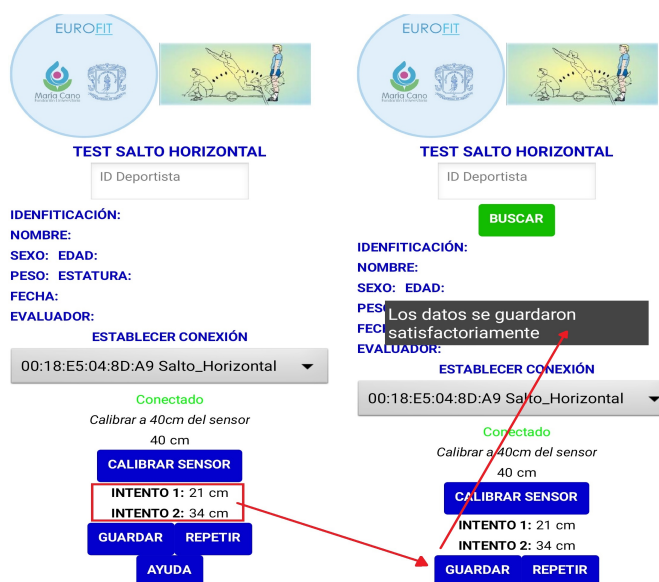 EUROFIT
Maria Cano
TEST SALTO HORIZONTAL
ID Deportista
IDENFITICACIÓN:
NOMBRE:
SEXO: EDAD:
PESO: ESTATURA:
FECHA:
EVALUADOR:
ESTABLECER CONEXIÓN
00:18:E5:04:8D:A9 Salto_Horizontal
Conectado
Calibrar a 40cm del sensor
40 cm
CALIBRAR SENSOR
INTENTO 1: 21 cm
INTENTO 2: 34 cm
GUARDAR REPETIR
AYUDA
EUROFIT
Maria Cano
TEST SALTO HORIZONTAL
ID Deportista
BUSCAR
IDENFITICACIÓN:
NOMBRE:
SEXO: EDAD:
PES
Los datos se guardaron
satisfactoriamente
FEC
EVALUADOR:
ESTABLECER CONEXIÓN
00:18:E5:04:8D:A9 Salto_Horizontal
Conectado
Calibrar a 40cm del sensor
40 cm
CALIBRAR SENSOR
INTENTO 1: 21 cm
INTENTO 2: 34 cm
GUARDAR REPETIR